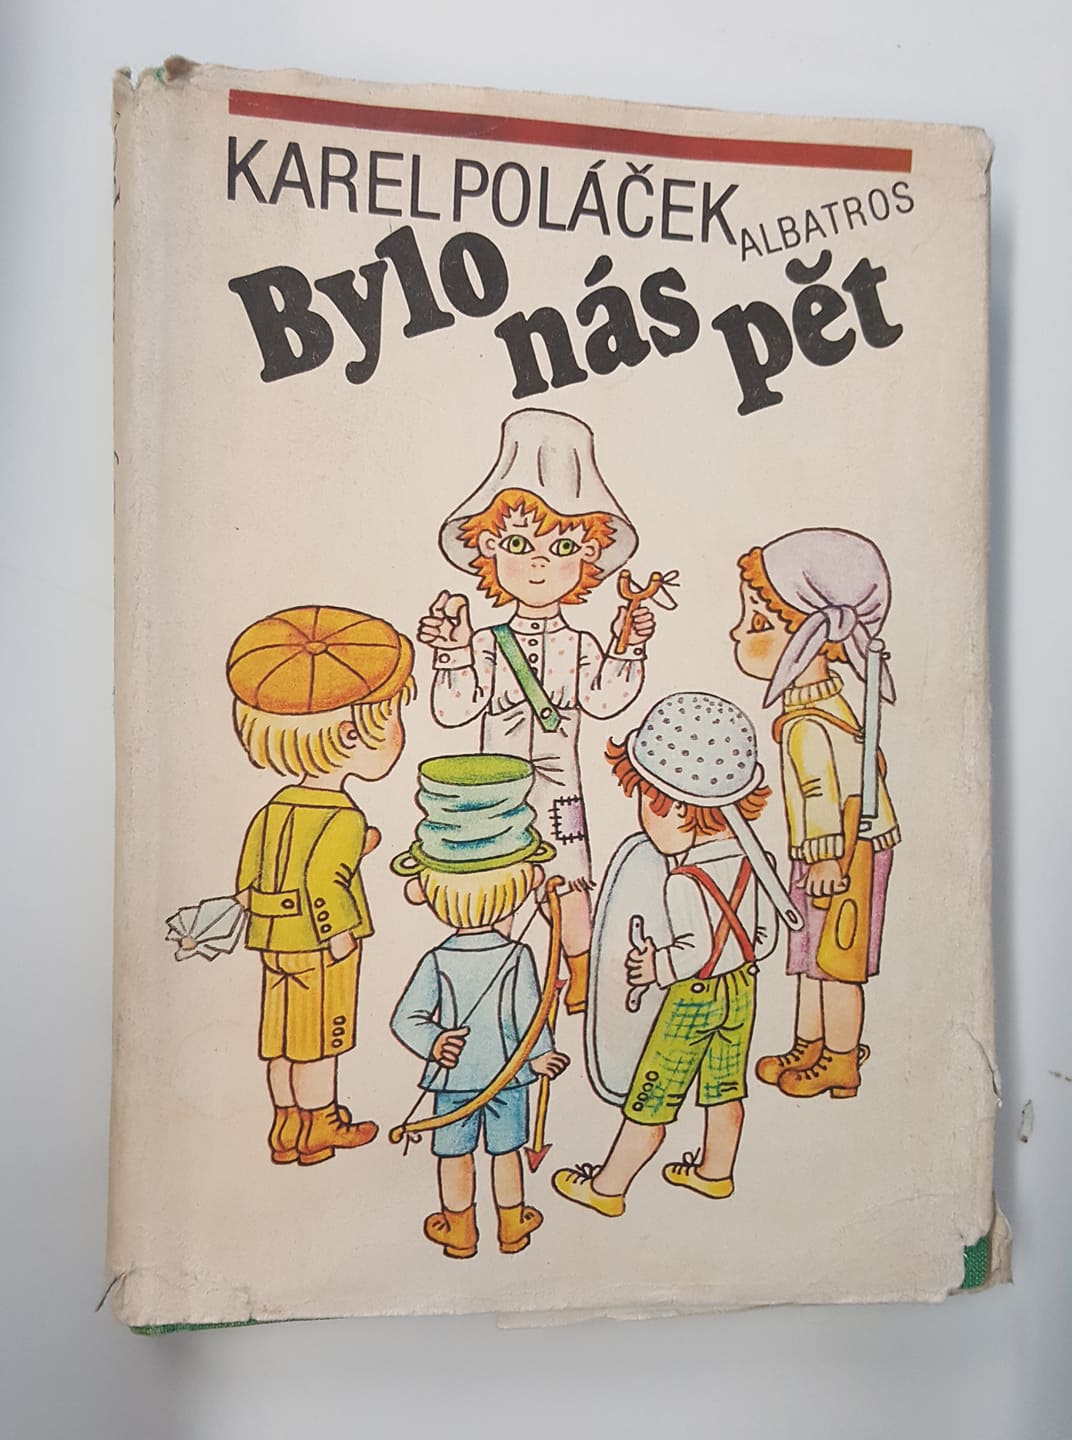 KAREL POLÁČEK
ALBATROS
Bylo nás pět